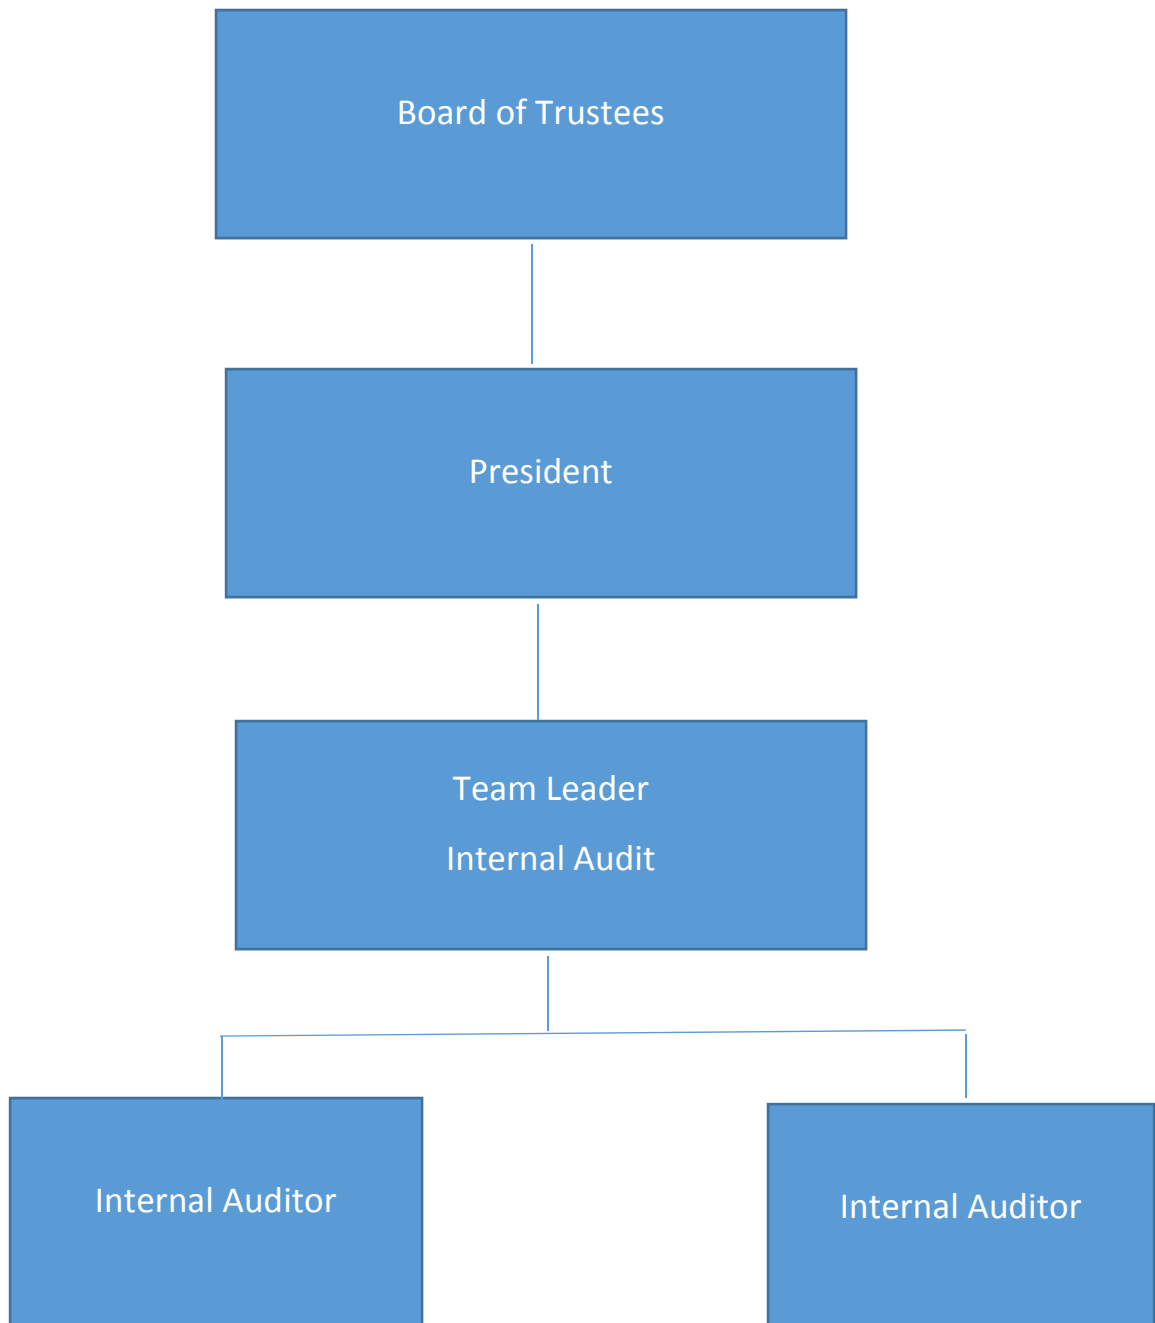 Board of Trustees
President
Team Leader
Internal Audit
Internal Auditor
Internal Auditor